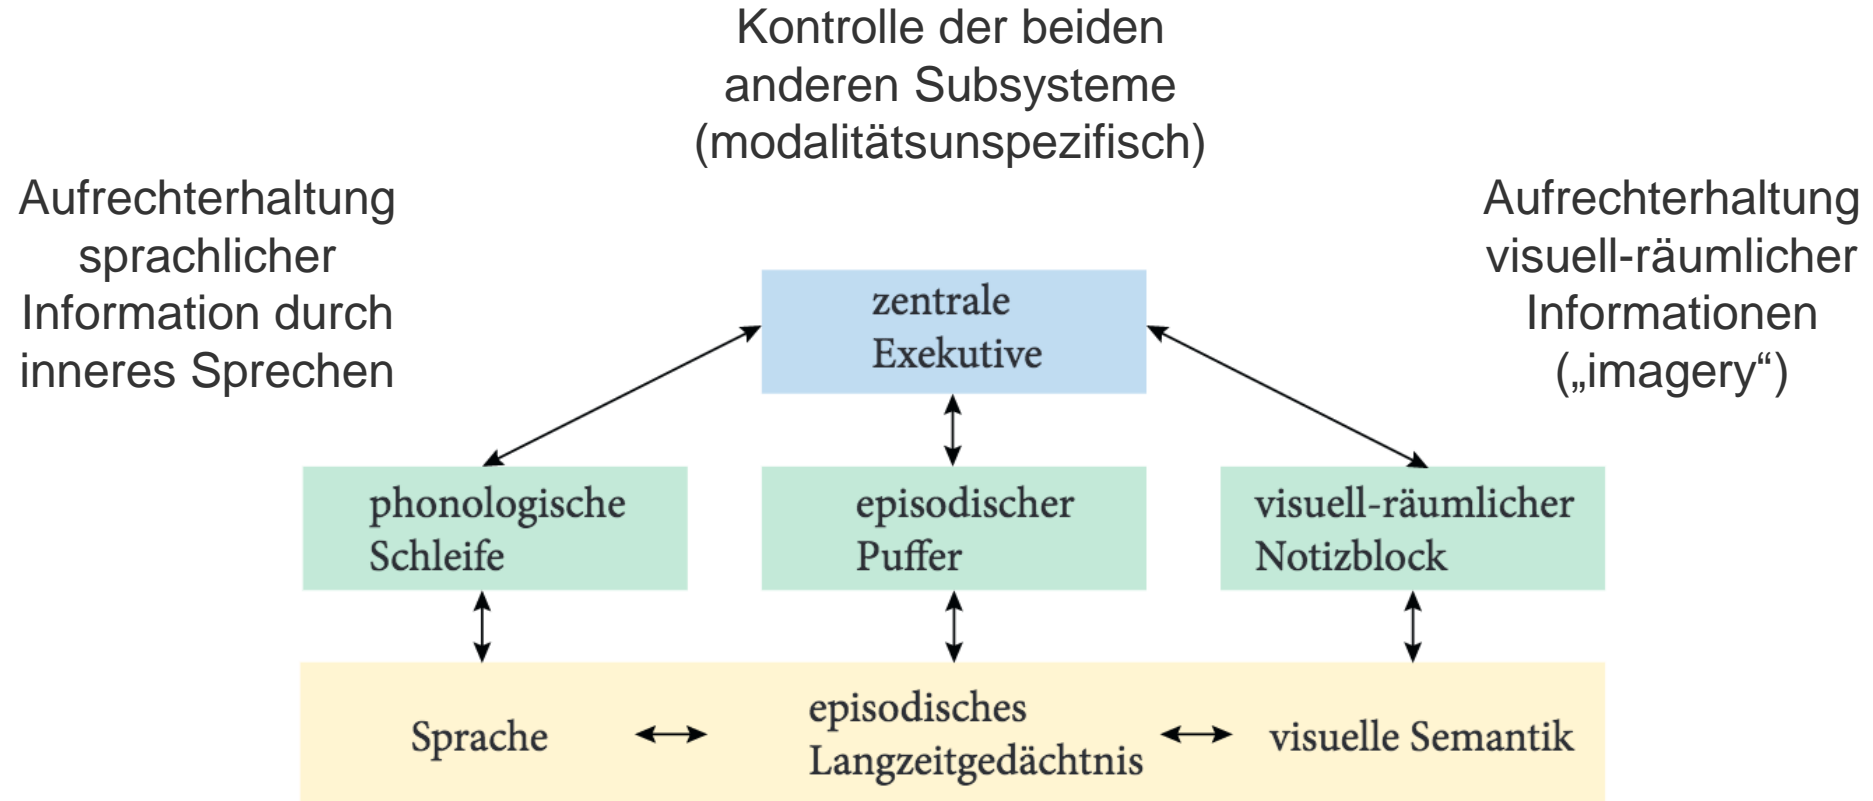 Kontrolle der beiden
anderen Subsysteme
(modalitätsunspezifisch)
Aufrechterhaltung
sprachlicher
Information durch
inneres Sprechen
Aufrechterhaltung
visuell-räumlicher
Informationen
(„imagery“)
zentrale
Exekutive
phonologische
Schleife
episodischer
Puffer
visuell-räumlicher
Notizblock
Sprache
episodisches
Langzeitgedächtnis
visuelle Semantik